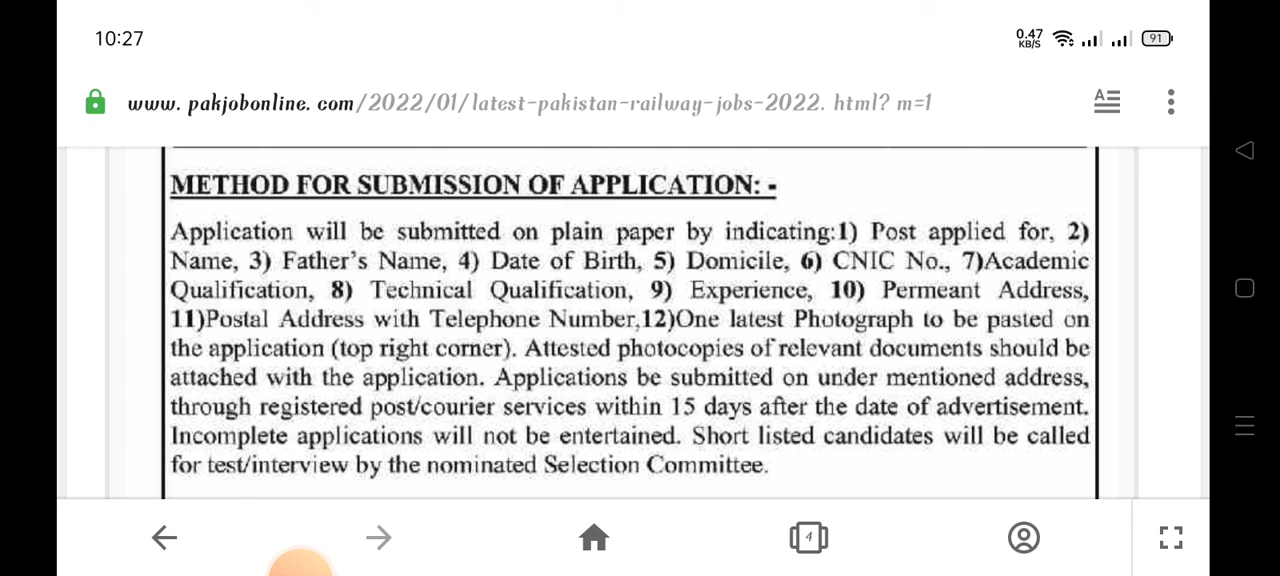 10:27
0.47
KB/S
91
www. pakjobonline. com/2022/01/latest-pakistan-railway-jobs-2022. html? m=1
A
METHOD FOR SUBMISSION OF APPLICATION: -
Application will be submitted on plain paper by indicating:1) Post applied for, 2)
Name, 3) Father's Name, 4) Date of Birth, 5) Domicile, 6) CNIC No., 7)Academic
Qualification, 8) Technical Qualification, 9) Experience, 10) Permeant Address,
11)Postal Address with Telephone Number,12)One latest Photograph to be pasted on
the application (top right corner). Attested photocopies of relevant documents should be
attached with the application. Applications be submitted on under mentioned address,
through registered post/courier services within 15 days after the date of advertisement.
Incomplete applications will not be entertained. Short listed candidates will be called
for test/interview by the nominated Selection Committee.
4